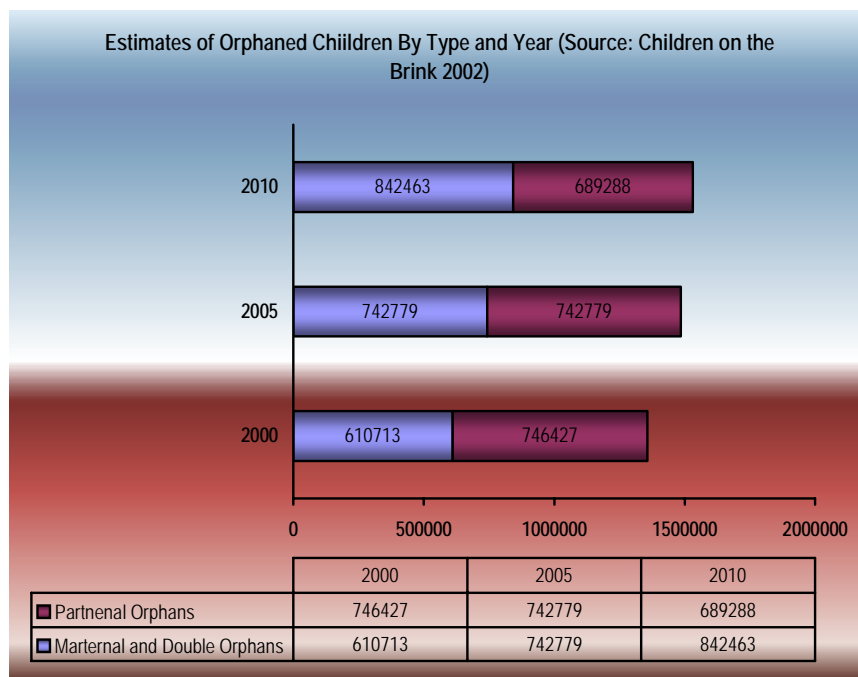 Estimates of Orphaned Chiildren By Type and Year (Source: Children on the
Brink 2002)
2010
842463
689288
2005
742779
742779
2000
610713
746427
0 500000 1000000 1500000 2000000
2000 2005 2010
Partnenal Orphans 746427 742779 689288
Marternal and Double Orphans 610713 742779 842463